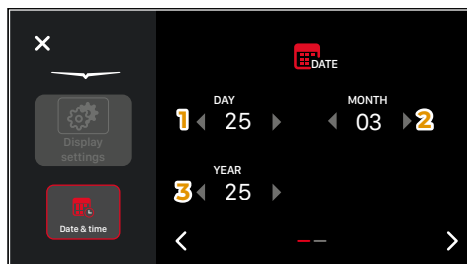 DATE
DAY
MONTH
1 25
03 2
YEAR
3 25
Display
settings
Date & time